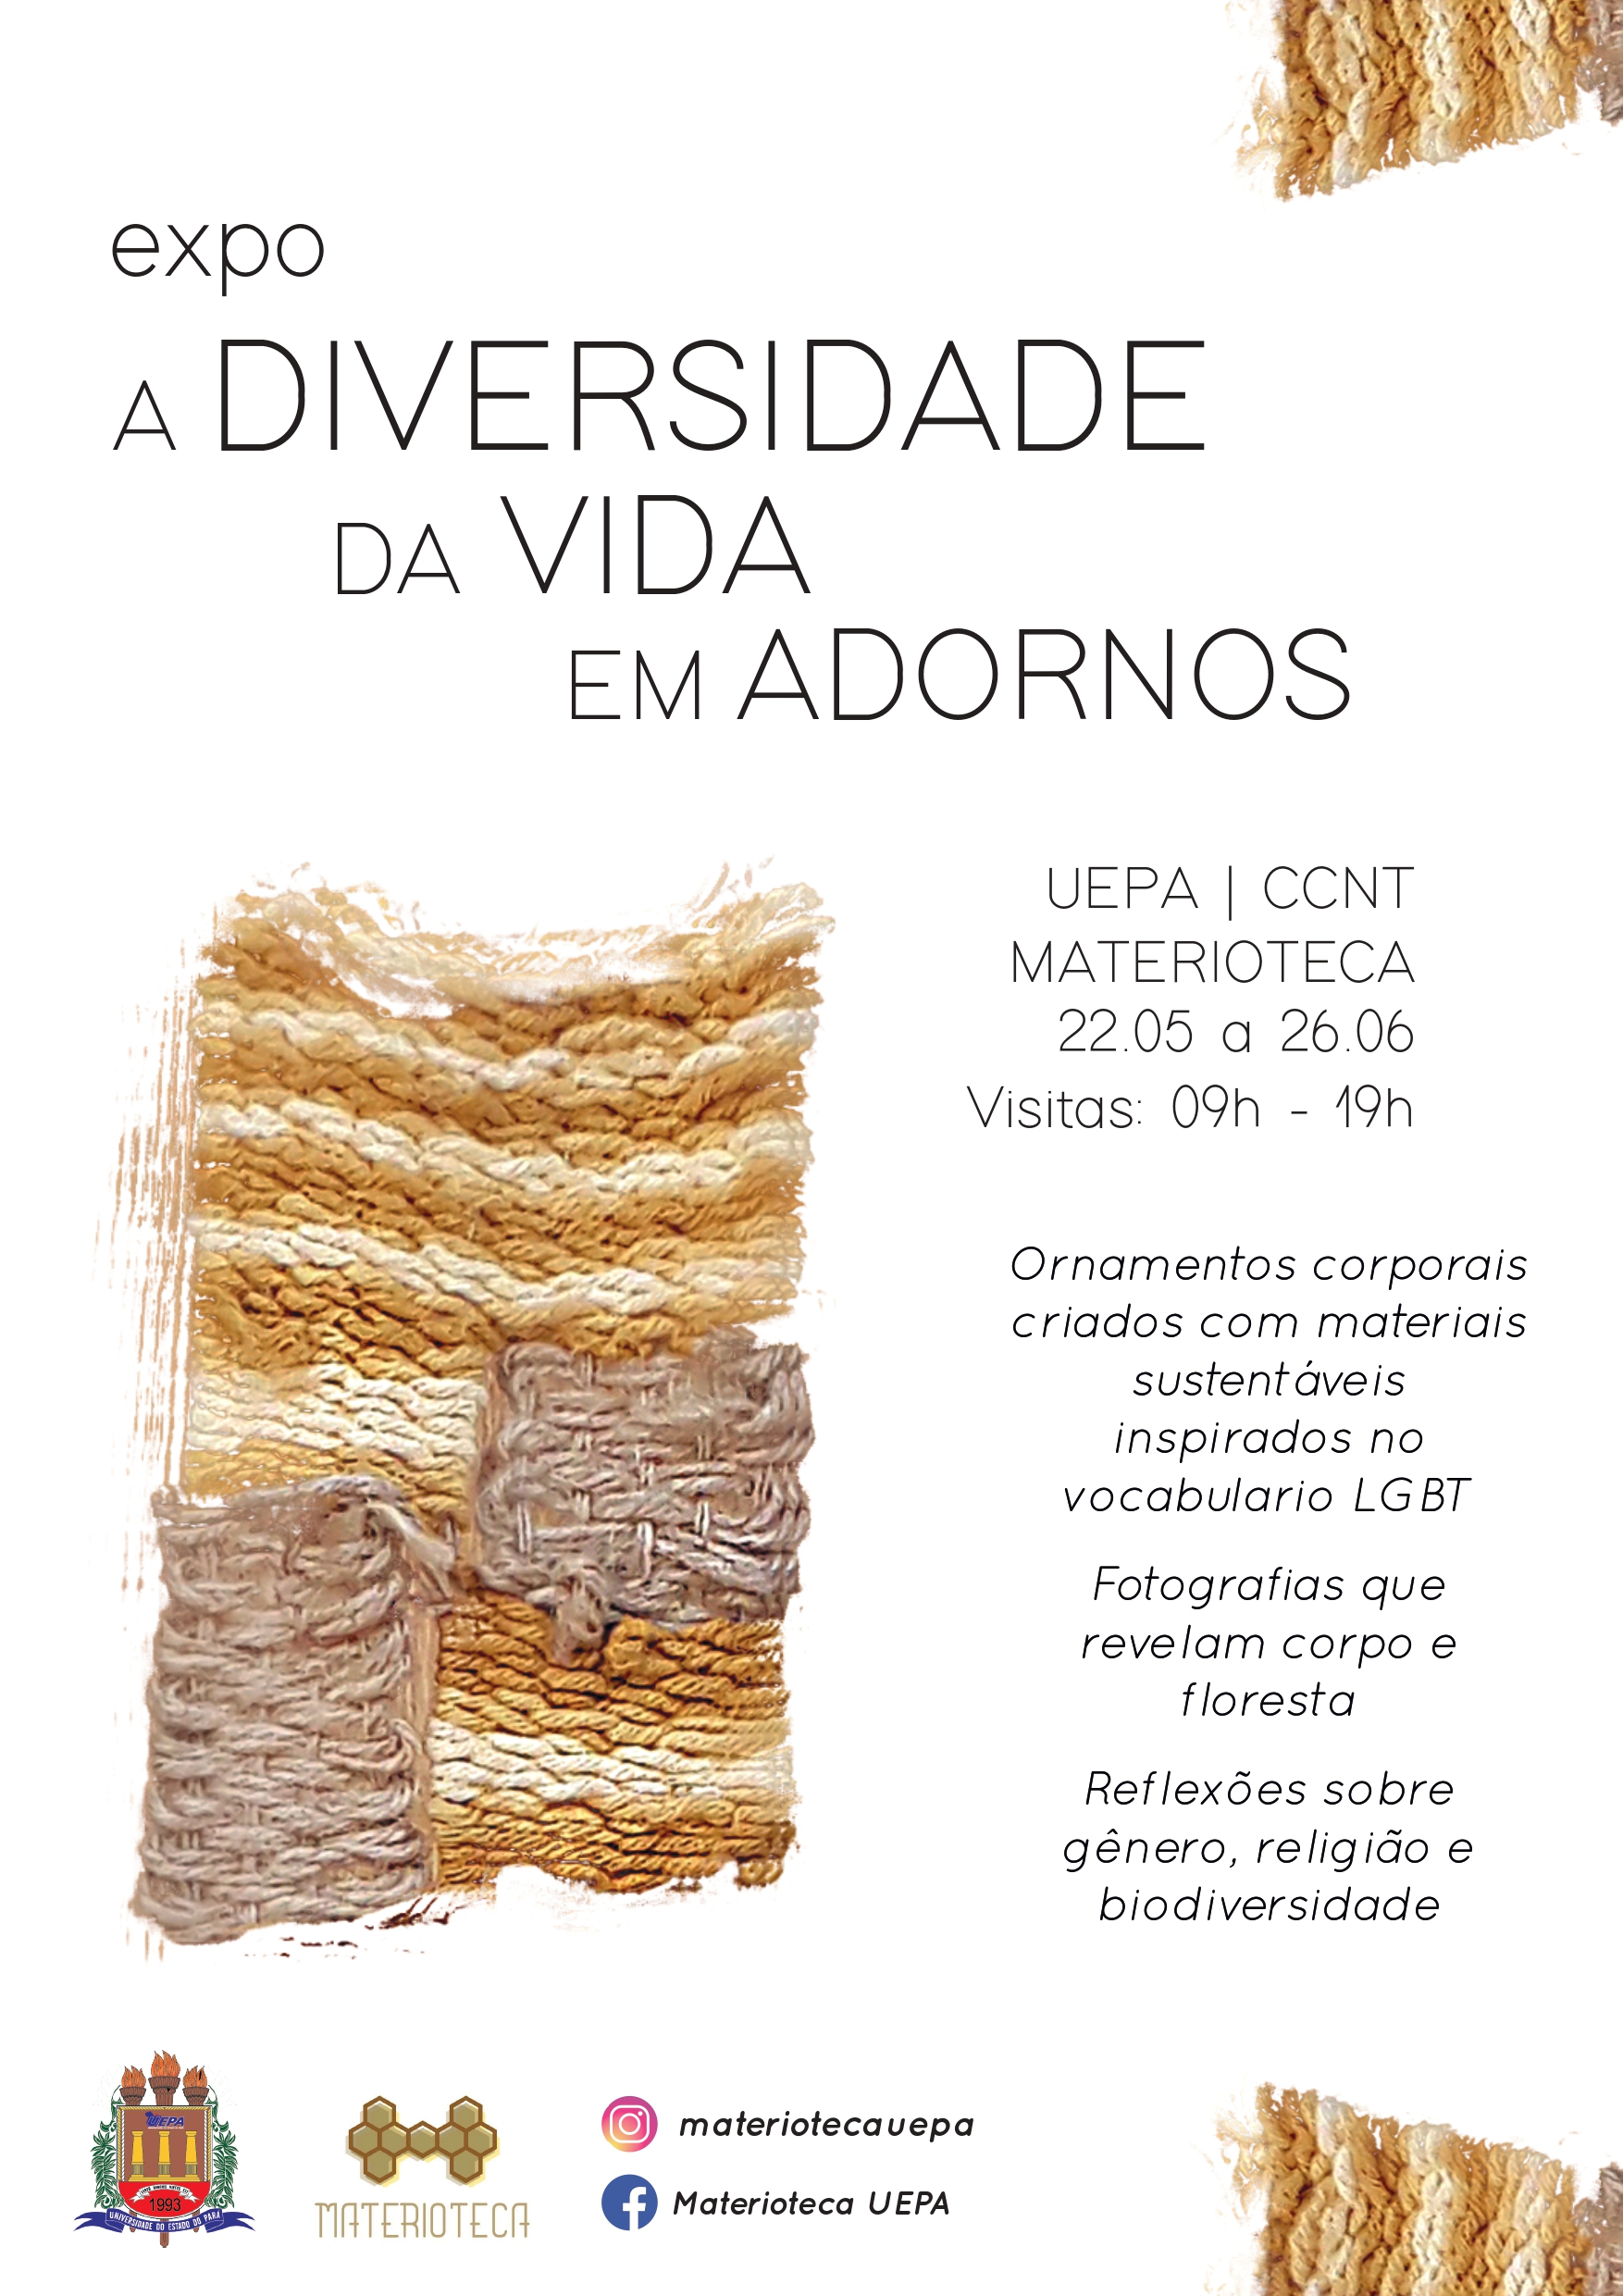 expo
A DIVERSIDADE
DA VIDA
EM ADORNOS
UEPA | CCNT
MATERIOTECA
22.05 a 26.06
Visitas: 09h - 19h
Ornamentos corporais
criados com materiais
sustentáveis
inspirados no
vocabulario LGBT
Fotografias que
revelam corpo e
floresta
Reflexões sobre
gênero, religião e
biodiversidade
UEPA
1993
UNIVERSIDADE DO ESTADO DO PARÁ
MATERIOTECA
materiotecauepa
Materioteca UEPA